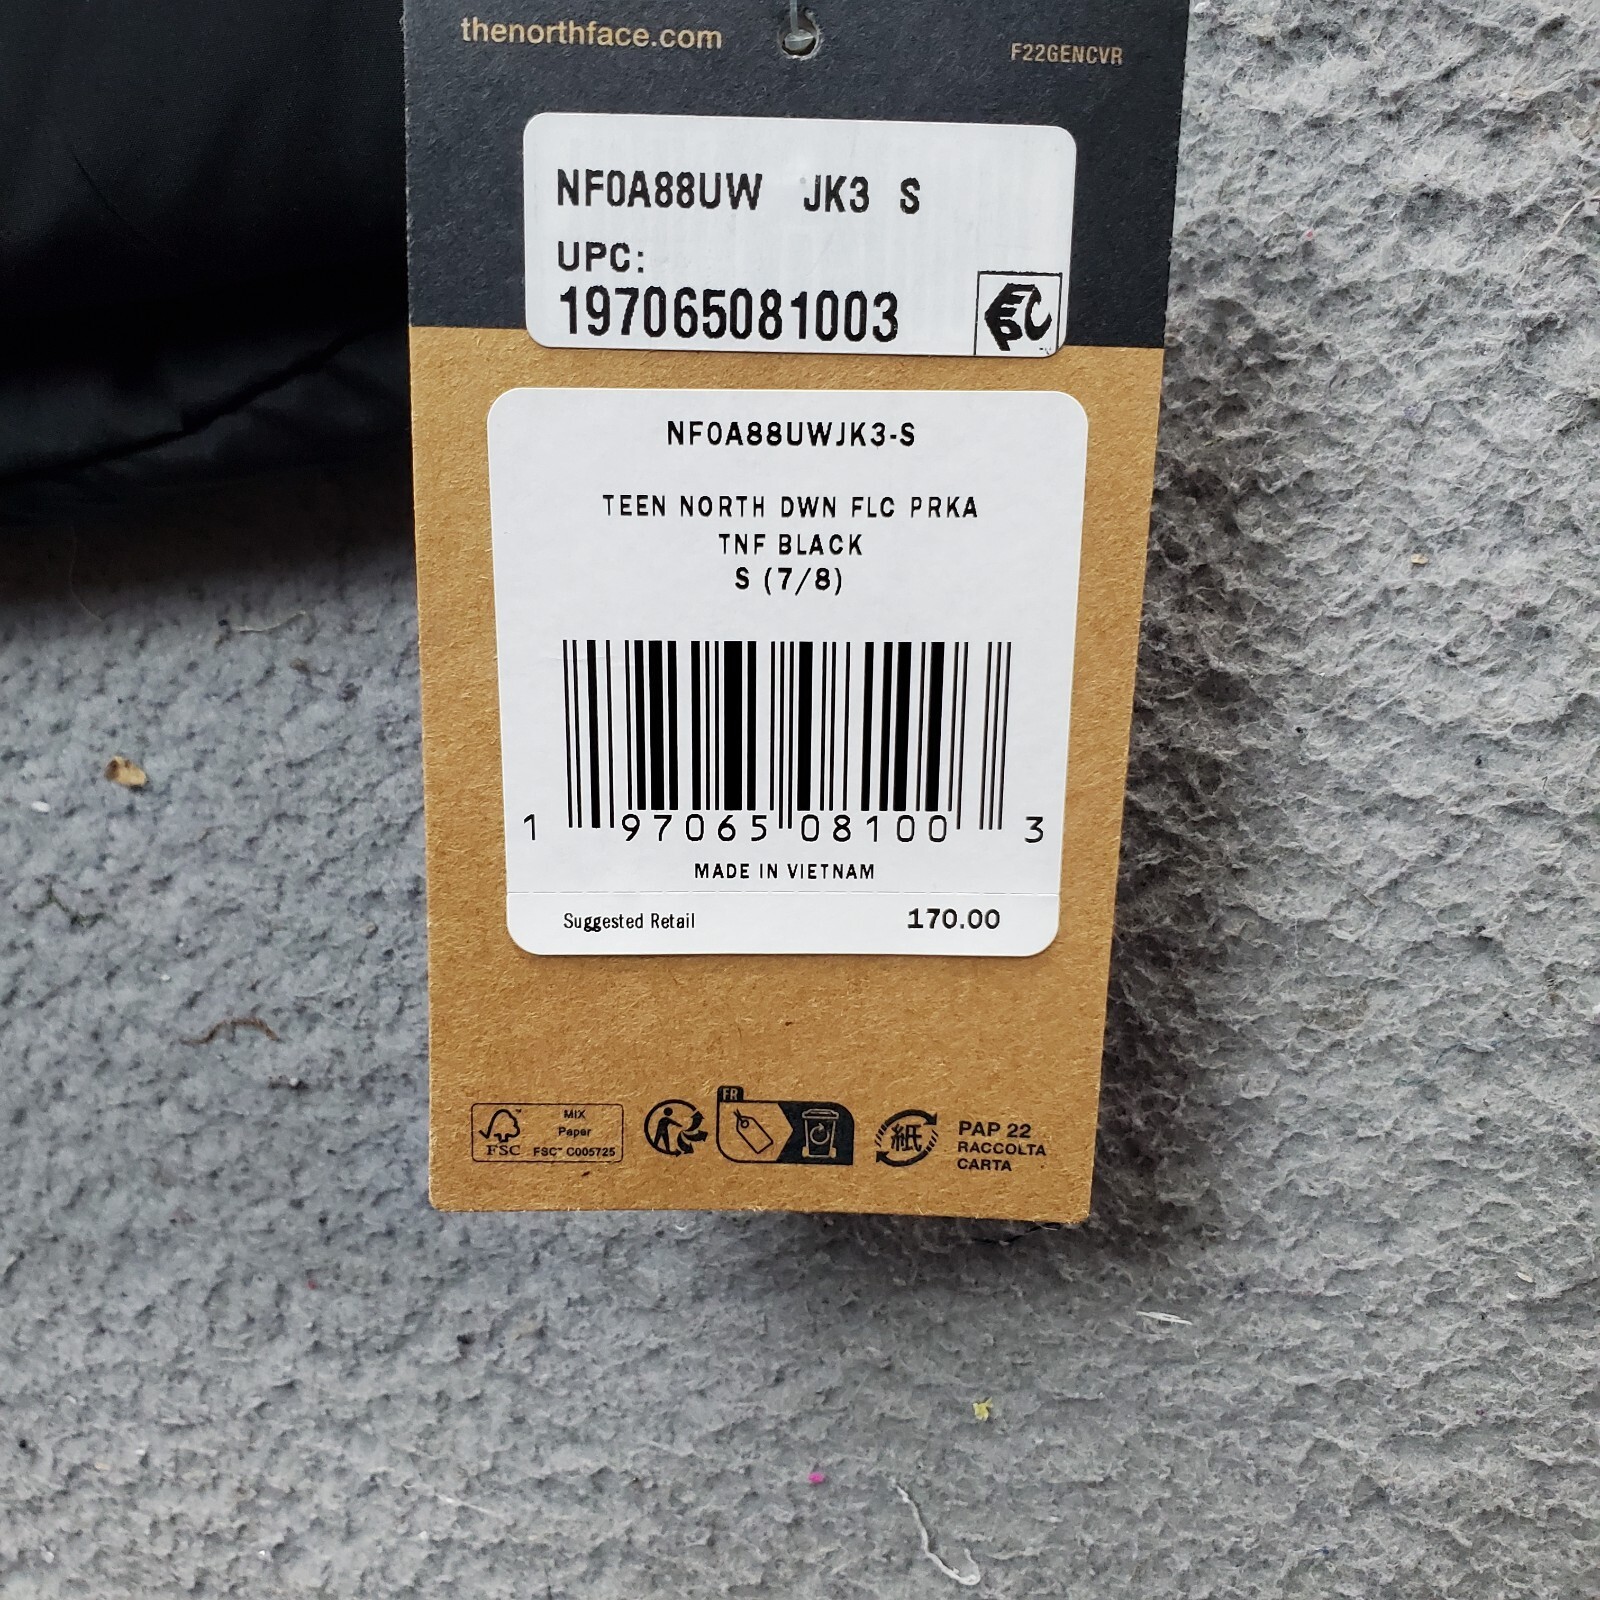 thenorthface.com
F22GENCVR
NF0A88UW JK3 S
UPC:
197065081003
EPC
NF0A88UWJK3-S
TEEN NORTH DWN FLC PRKA
TNF BLACK
S (7/8)
1 97065 08100 3
MADE IN VIETNAM
Suggested Retail 170.00
FSC
MIX
Paper
FSC™ C005725
FR
紙
PAP 22
RACCOLTA
CARTA